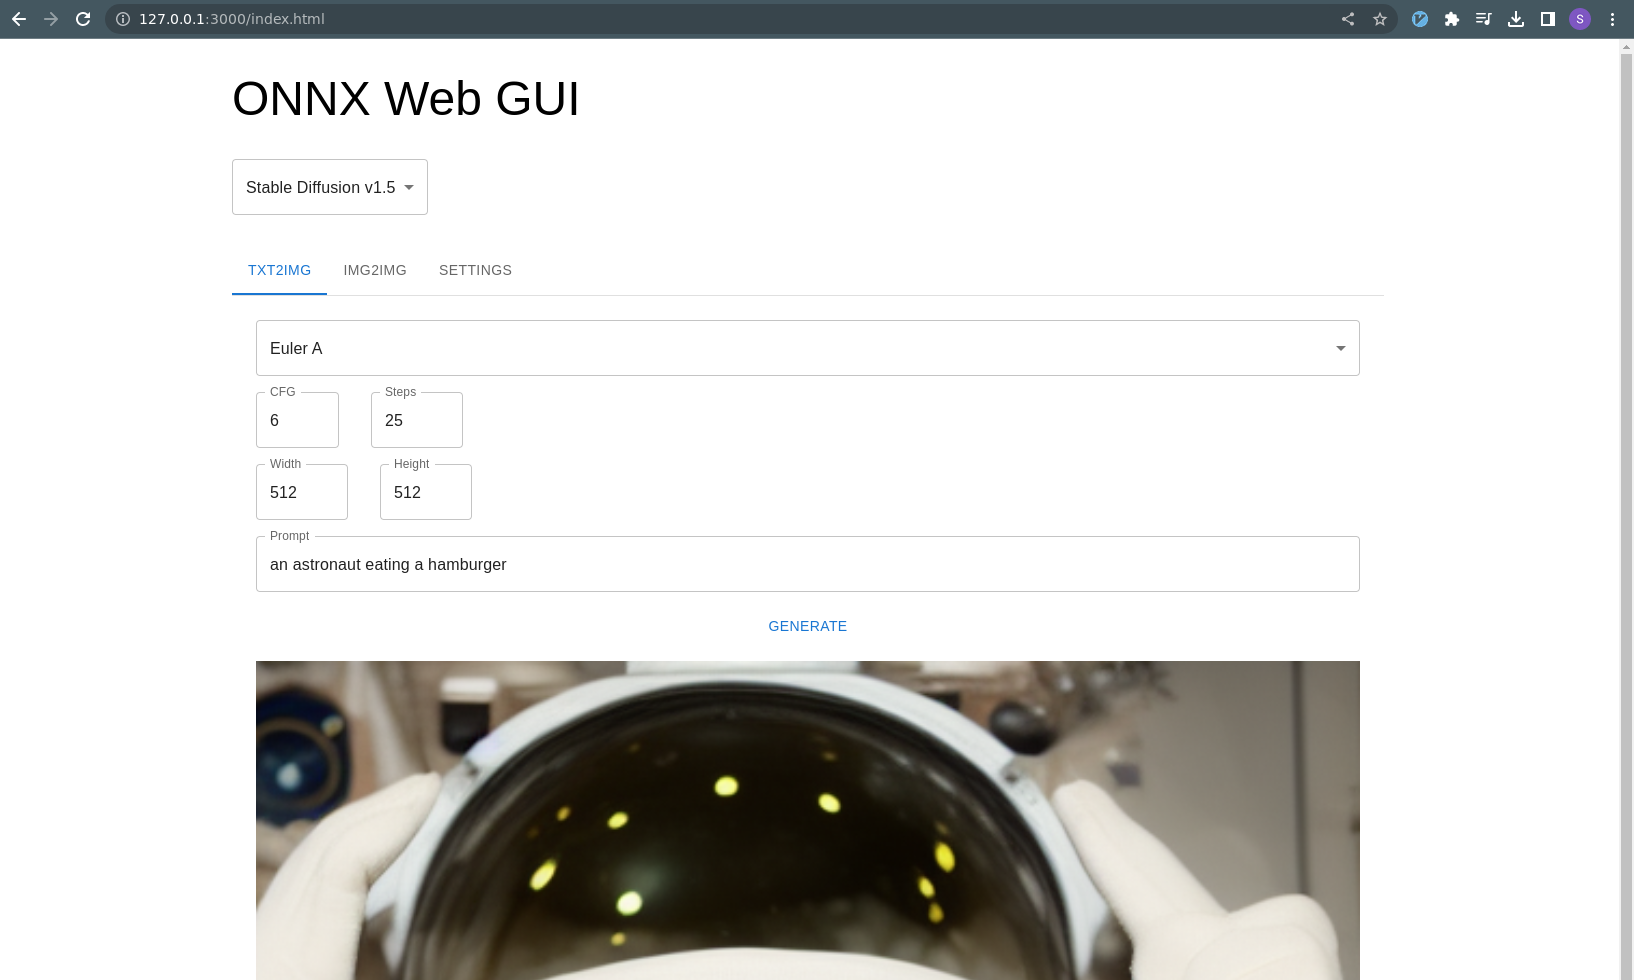 127.0.0.1:3000/index.html
S
ONNX Web GUI
Stable Diffusion v1.5
TXT2IMG IMG2IMG SETTINGS
Euler A
CFG Steps
6 25
Width Height
512 512
Prompt
an astronaut eating a hamburger
GENERATE